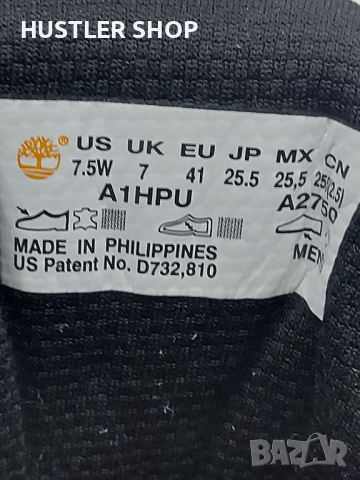 HUSTLER SHOP
® US UK EU JP MX CN
7.5W 7 41 25.5 25,5 250(2.5)
A1HPU A2750
MADE IN PHILIPPINES MEN
US Patent No. D732,810
BAZAR.bg